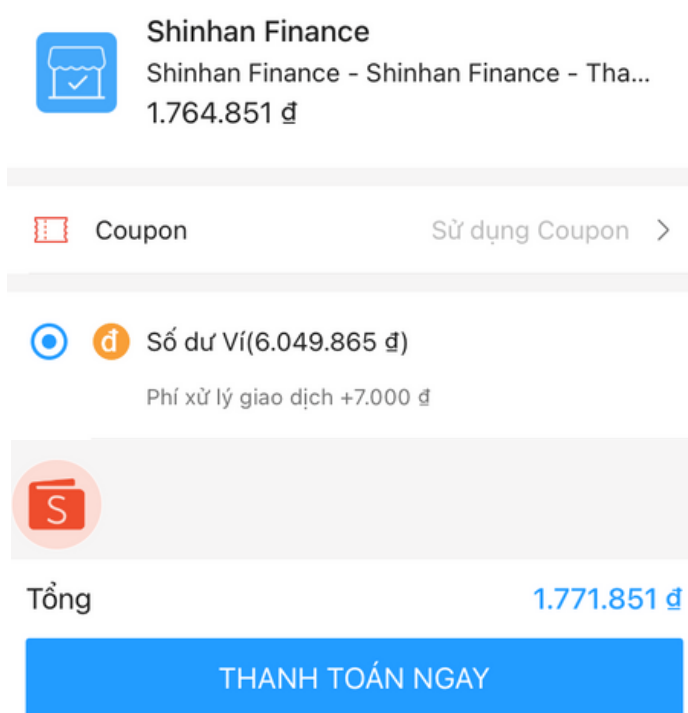 Shinhan Finance
Shinhan Finance - Shinhan Finance - Tha...
1.764.851 ₫
Coupon
Sử dụng Coupon
đ
Số dư Ví(6.049.865 ₫)
Phí xử lý giao dịch +7.000 ₫
S
Tổng
1.771.851 ₫
THANH TOÁN NGAY